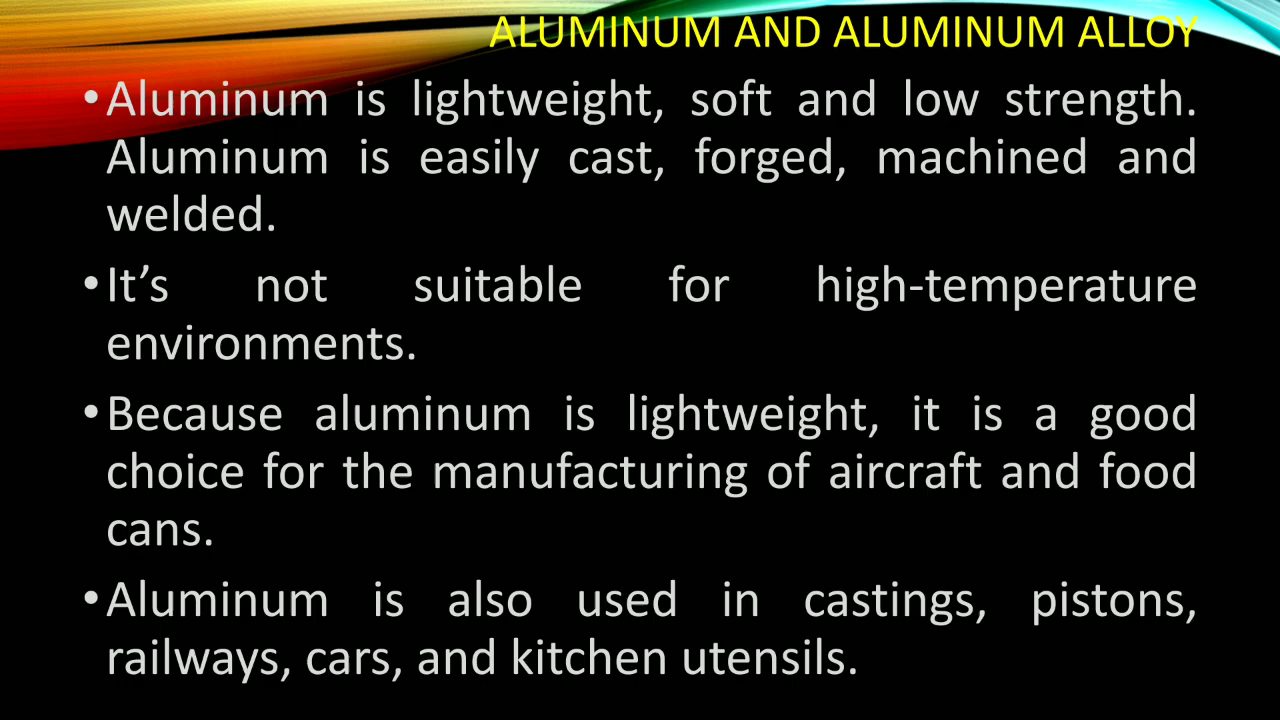 ALUMINUM AND ALUMINUM ALLOY
•Aluminum is lightweight, soft and low strength.
Aluminum is easily cast, forged, machined and
welded.
•It’s not suitable for high-temperature
environments.
•Because aluminum is lightweight, it is a good
choice for the manufacturing of aircraft and food
cans.
•Aluminum is also used in castings, pistons,
railways, cars, and kitchen utensils.